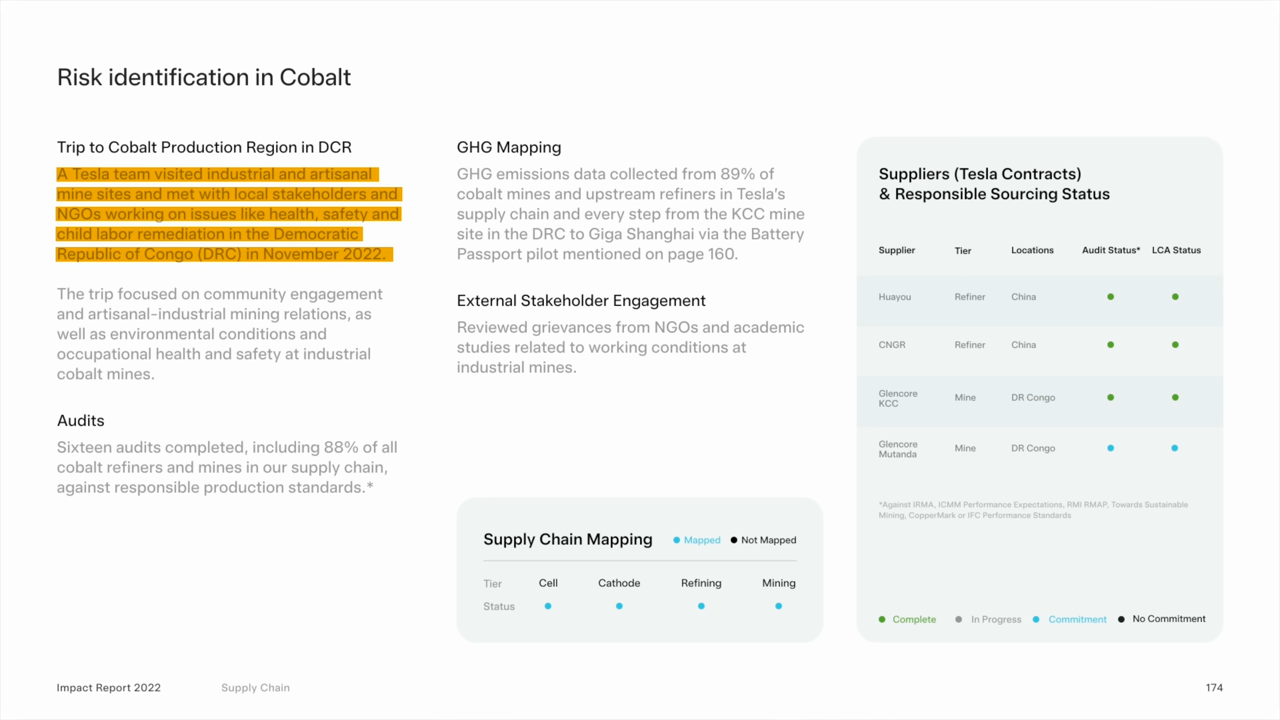 Risk identification in Cobalt
Trip to Cobalt Production Region in DCR
A Tesla team visited industrial and artisanal
mine sites and met with local stakeholders and
NGOs working on issues like health, safety and
child labor remediation in the Democratic
Republic of Congo (DRC) in November 2022.
The trip focused on community engagement
and artisanal-industrial mining relations, as
well as environmental conditions and
occupational health and safety at industrial
cobalt mines.
Audits
Sixteen audits completed, including 88% of all
cobalt refiners and mines in our supply chain,
against responsible production standards.*
GHG Mapping
GHG emissions data collected from 89% of
cobalt mines and upstream refiners in Tesla's
supply chain and every step from the KCC mine
site in the DRC to Giga Shanghai via the Battery
Passport pilot mentioned on page 160.
External Stakeholder Engagement
Reviewed grievances from NGOs and academic
studies related to working conditions at
industrial mines.
Supply Chain Mapping Mapped Not Mapped
Tier Cell Cathode Refining Mining
Status
Suppliers (Tesla Contracts)
& Responsible Sourcing Status
Supplier Tier Locations Audit Status* LCA Status
Huayou Refiner China
CNGR Refiner China
Glencore
KCC Mine DR Congo
Glencore
Mutanda Mine DR Congo
*Against IRMA, ICMM Performance Expectations, RMI RMAP, Towards Sustainable
Mining, CopperMark or IFC Performance Standards
Complete In Progress Commitment No Commitment
Impact Report 2022 Supply Chain 174